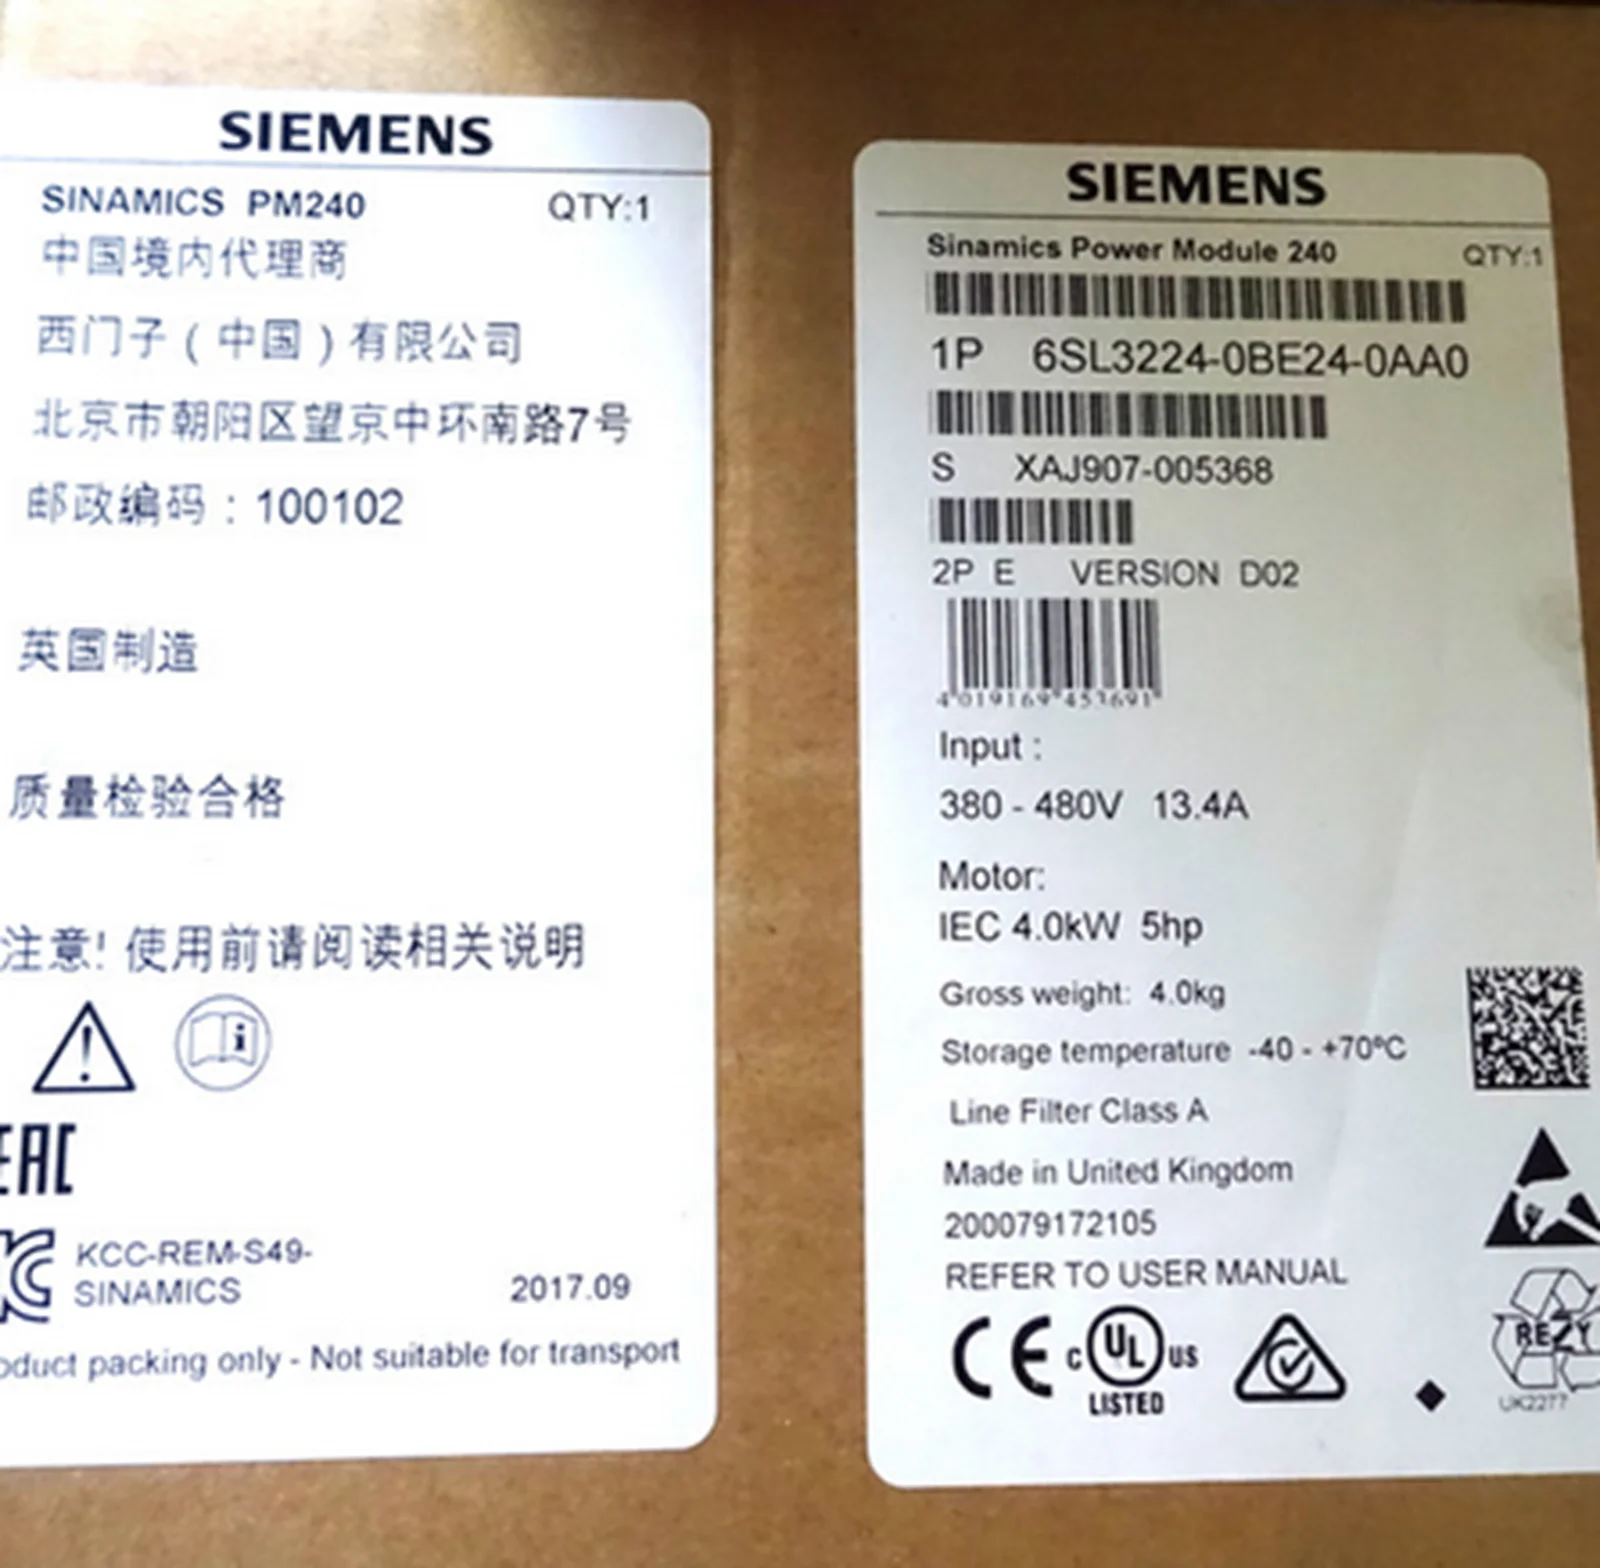 SIEMENS
SINAMICS PM240 QTY:1
中国境内代理商
西门子(中国)有限公司
北京市朝阳区望京中环南路7号
邮政编码:100102
英国制造
质量检验合格
注意!使用前请阅读相关说明
EAC
KCC-REM-S49-
SINAMICS
2017.09
packing only - Not suitable for transport
SIEMENS
Sinamics Power Module 240 QTY:1
1P 6SL3224-0BE24-0AA0
S XAJ907-005368
2P E VERSION D02
4 019169 453691
Input :
380 - 480V 13.4A
Motor:
IEC 4.0kW 5hp
Gross weight: 4.0kg
Storage temperature -40 - +70ºC
Line Filter Class A
Made in United Kingdom
200079172105
REFER TO USER MANUAL
CE c UL US
LISTED
REZY
UK2277